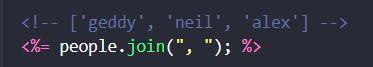 <!-- ['geddy', 'neil', 'alex'] -->
<%= people.join(", "); %>